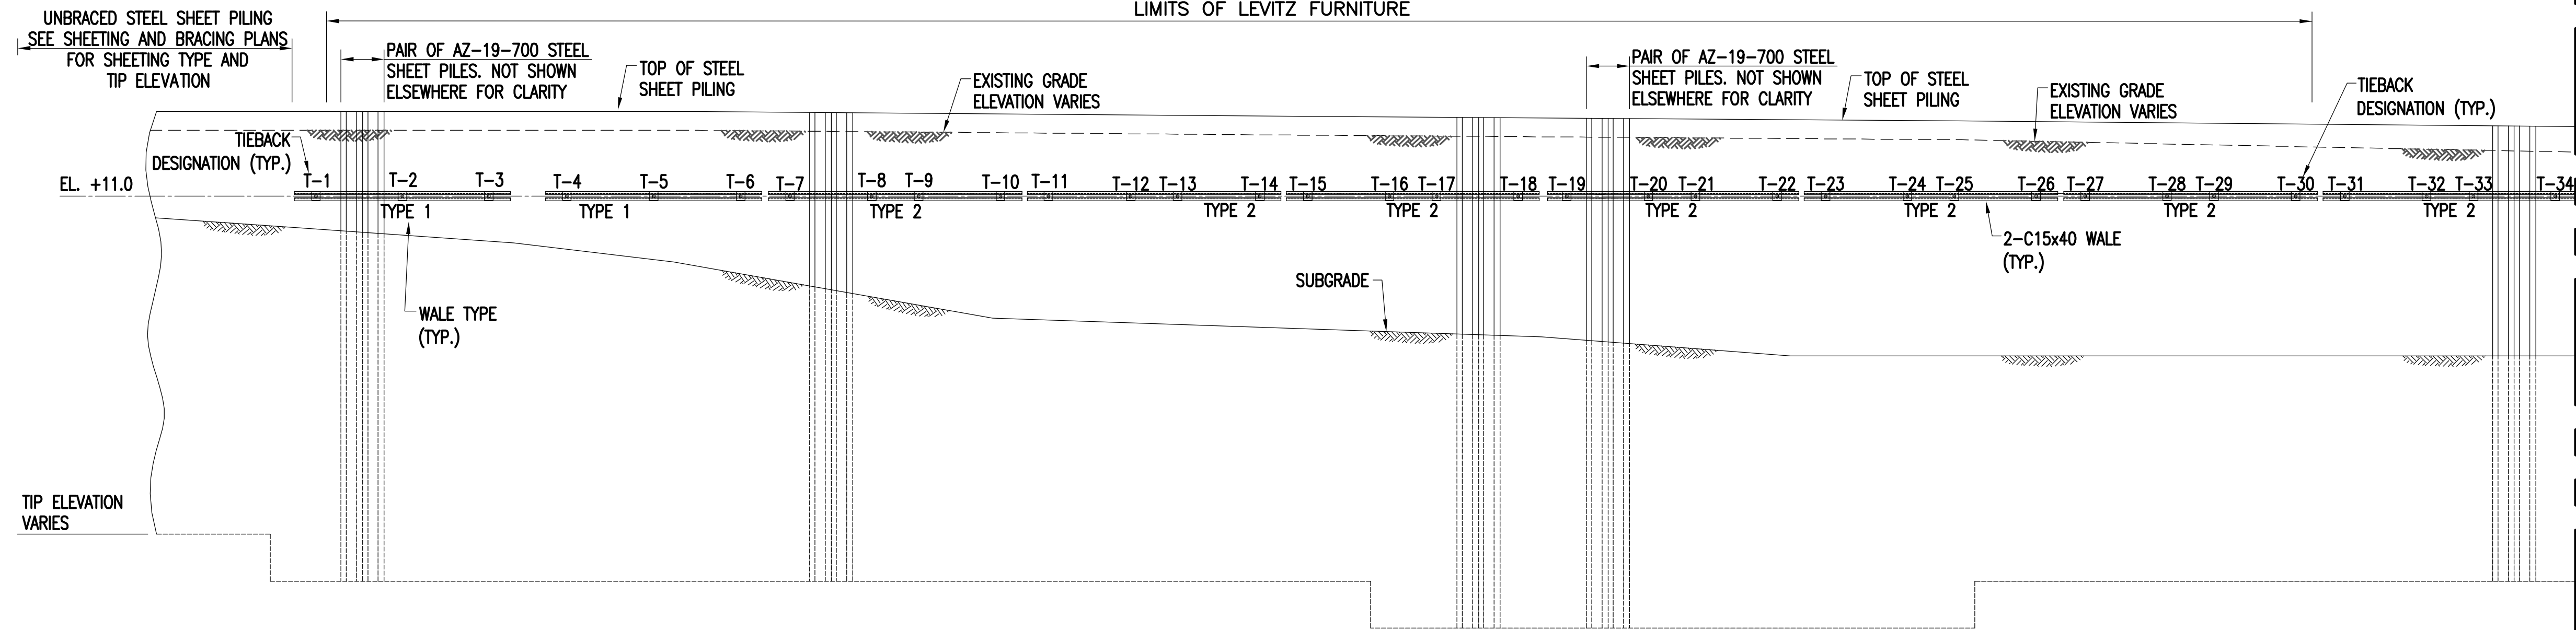 LIMITS OF LEVITZ FURNITURE
UNBRACED STEEL SHEET PILING
SEE SHEETING AND BRACING PLANS
FOR SHEETING TYPE AND
TIP ELEVATION
PAIR OF AZ-19-700 STEEL
SHEET PILES. NOT SHOWN
ELSEWHERE FOR CLARITY
TOP OF STEEL
SHEET PILING
EXISTING GRADE
ELEVATION VARIES
PAIR OF AZ-19-700 STEEL
SHEET PILES. NOT SHOWN
ELSEWHERE FOR CLARITY
TOP OF STEEL
SHEET PILING
EXISTING GRADE
ELEVATION VARIES
TIEBACK
DESIGNATION (TYP.)
TIEBACK
DESIGNATION (TYP.)
EL. +11.0
T-1 T-2 T-3 T-4 T-5 T-6 T-7 T-8 T-9 T-10 T-11 T-12 T-13 T-14 T-15 T-16 T-17 T-18 T-19 T-20 T-21 T-22 T-23 T-24 T-25 T-26 T-27 T-28 T-29 T-30 T-31 T-32 T-33 T-34
TYPE 1 TYPE 1 TYPE 2 TYPE 2 TYPE 2 TYPE 2 TYPE 2 TYPE 2 TYPE 2
2-C15x40 WALE
(TYP.)
SUBGRADE
WALE TYPE
(TYP.)
TIP ELEVATION
VARIES